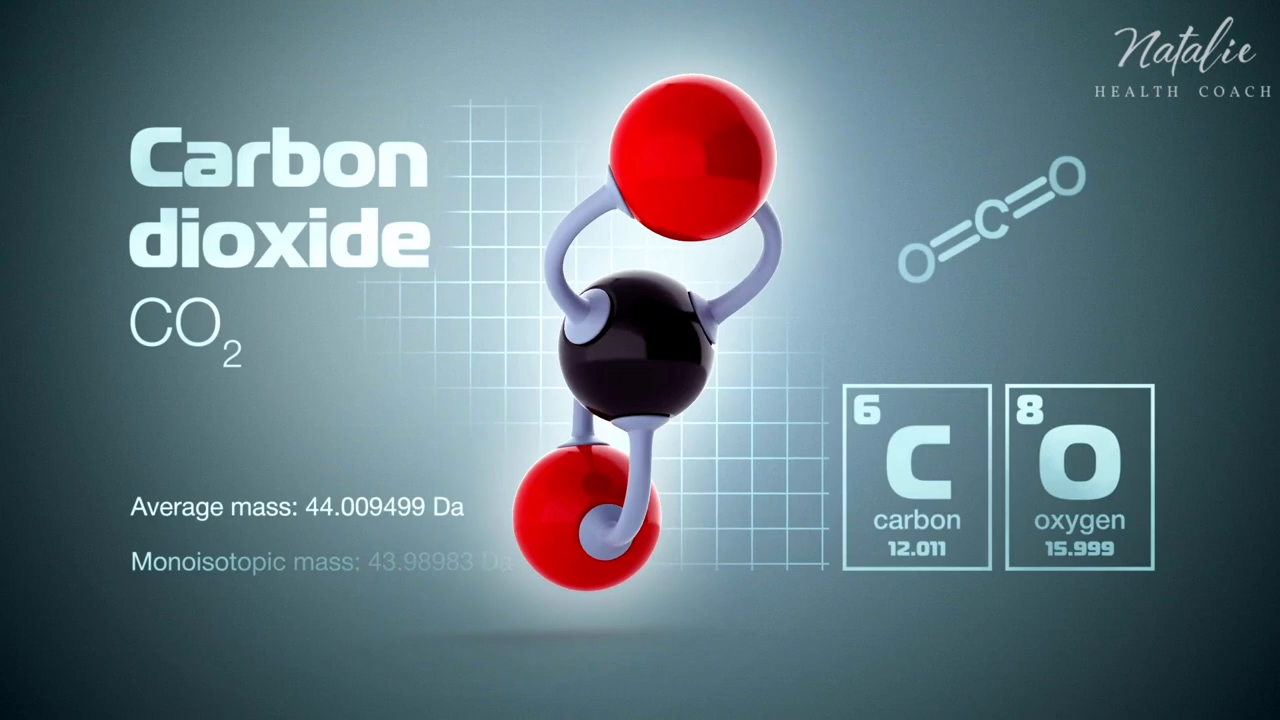 Natalie
HEALTH COACH
Carbon
dioxide
CO₂
O=C=O
6
C
carbon
12.011
8
O
oxygen
15.999
Average mass: 44.009499 Da
Monoisotopic mass: 43.98983 Da